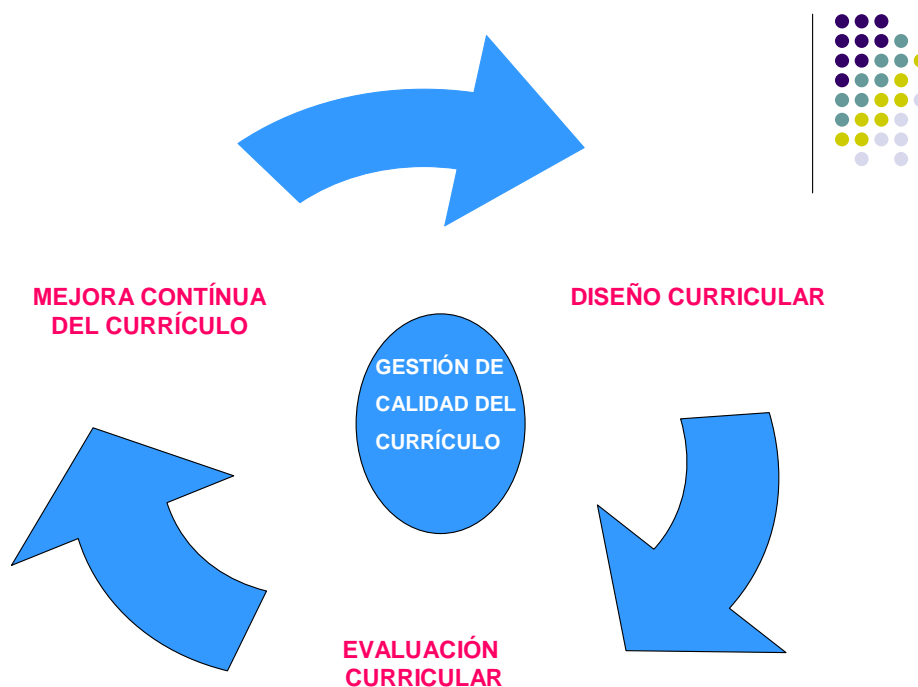 MEJORA CONTÍNUA
DEL CURRÍCULO
DISEÑO CURRICULAR
GESTIÓN DE
CALIDAD DEL
CURRÍCULO
EVALUACIÓN
CURRICULAR